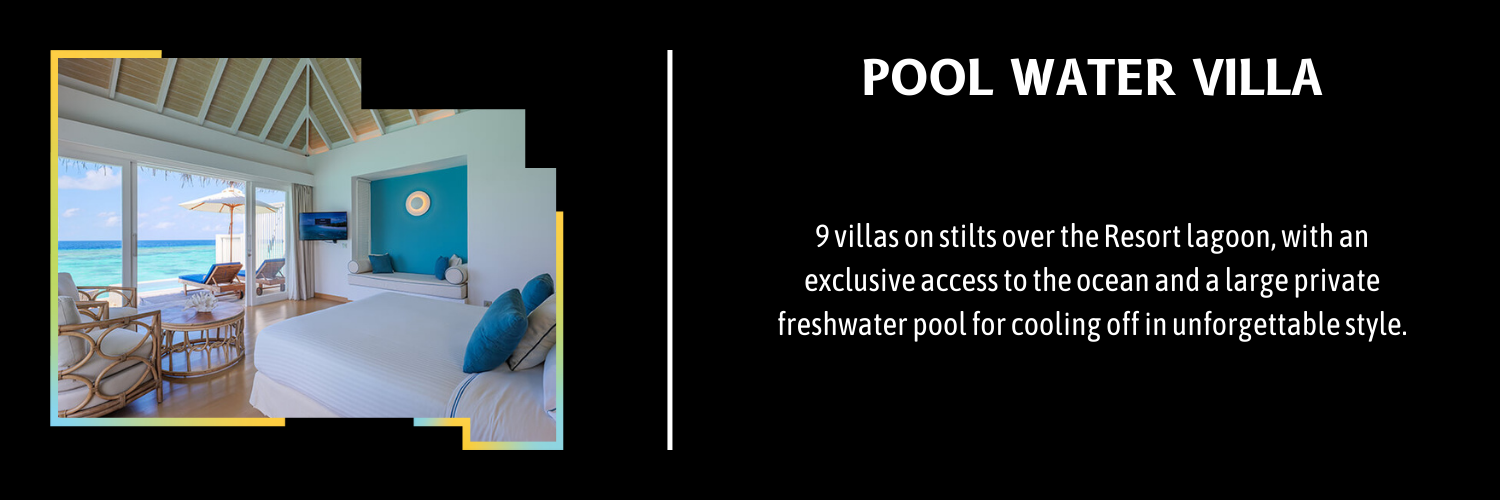 POOL WATER VILLA
9 villas on stilts over the Resort lagoon, with an
exclusive access to the ocean and a large private
freshwater pool for cooling off in unforgettable style.